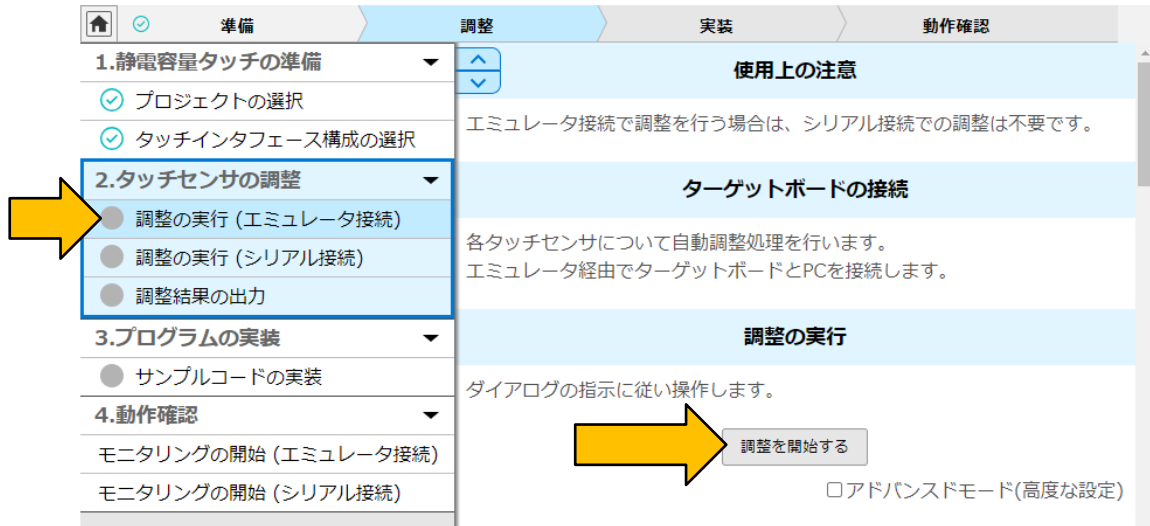 準備
調整
実装
動作確認
1.静電容量タッチの準備
プロジェクトの選択
タッチインタフェース構成の選択
2.タッチセンサの調整
調整の実行 (エミュレータ接続)
調整の実行 (シリアル接続)
調整結果の出力
3.プログラムの実装
サンプルコードの実装
4.動作確認
モニタリングの開始 (エミュレータ接続)
モニタリングの開始 (シリアル接続)
使用上の注意
エミュレータ接続で調整を行う場合は、シリアル接続での調整は不要です。
ターゲットボードの接続
各タッチセンサについて自動調整処理を行います。
エミュレータ経由でターゲットボードとPCを接続します。
調整の実行
ダイアログの指示に従い操作します。
調整を開始する
アドバンスドモード(高度な設定)